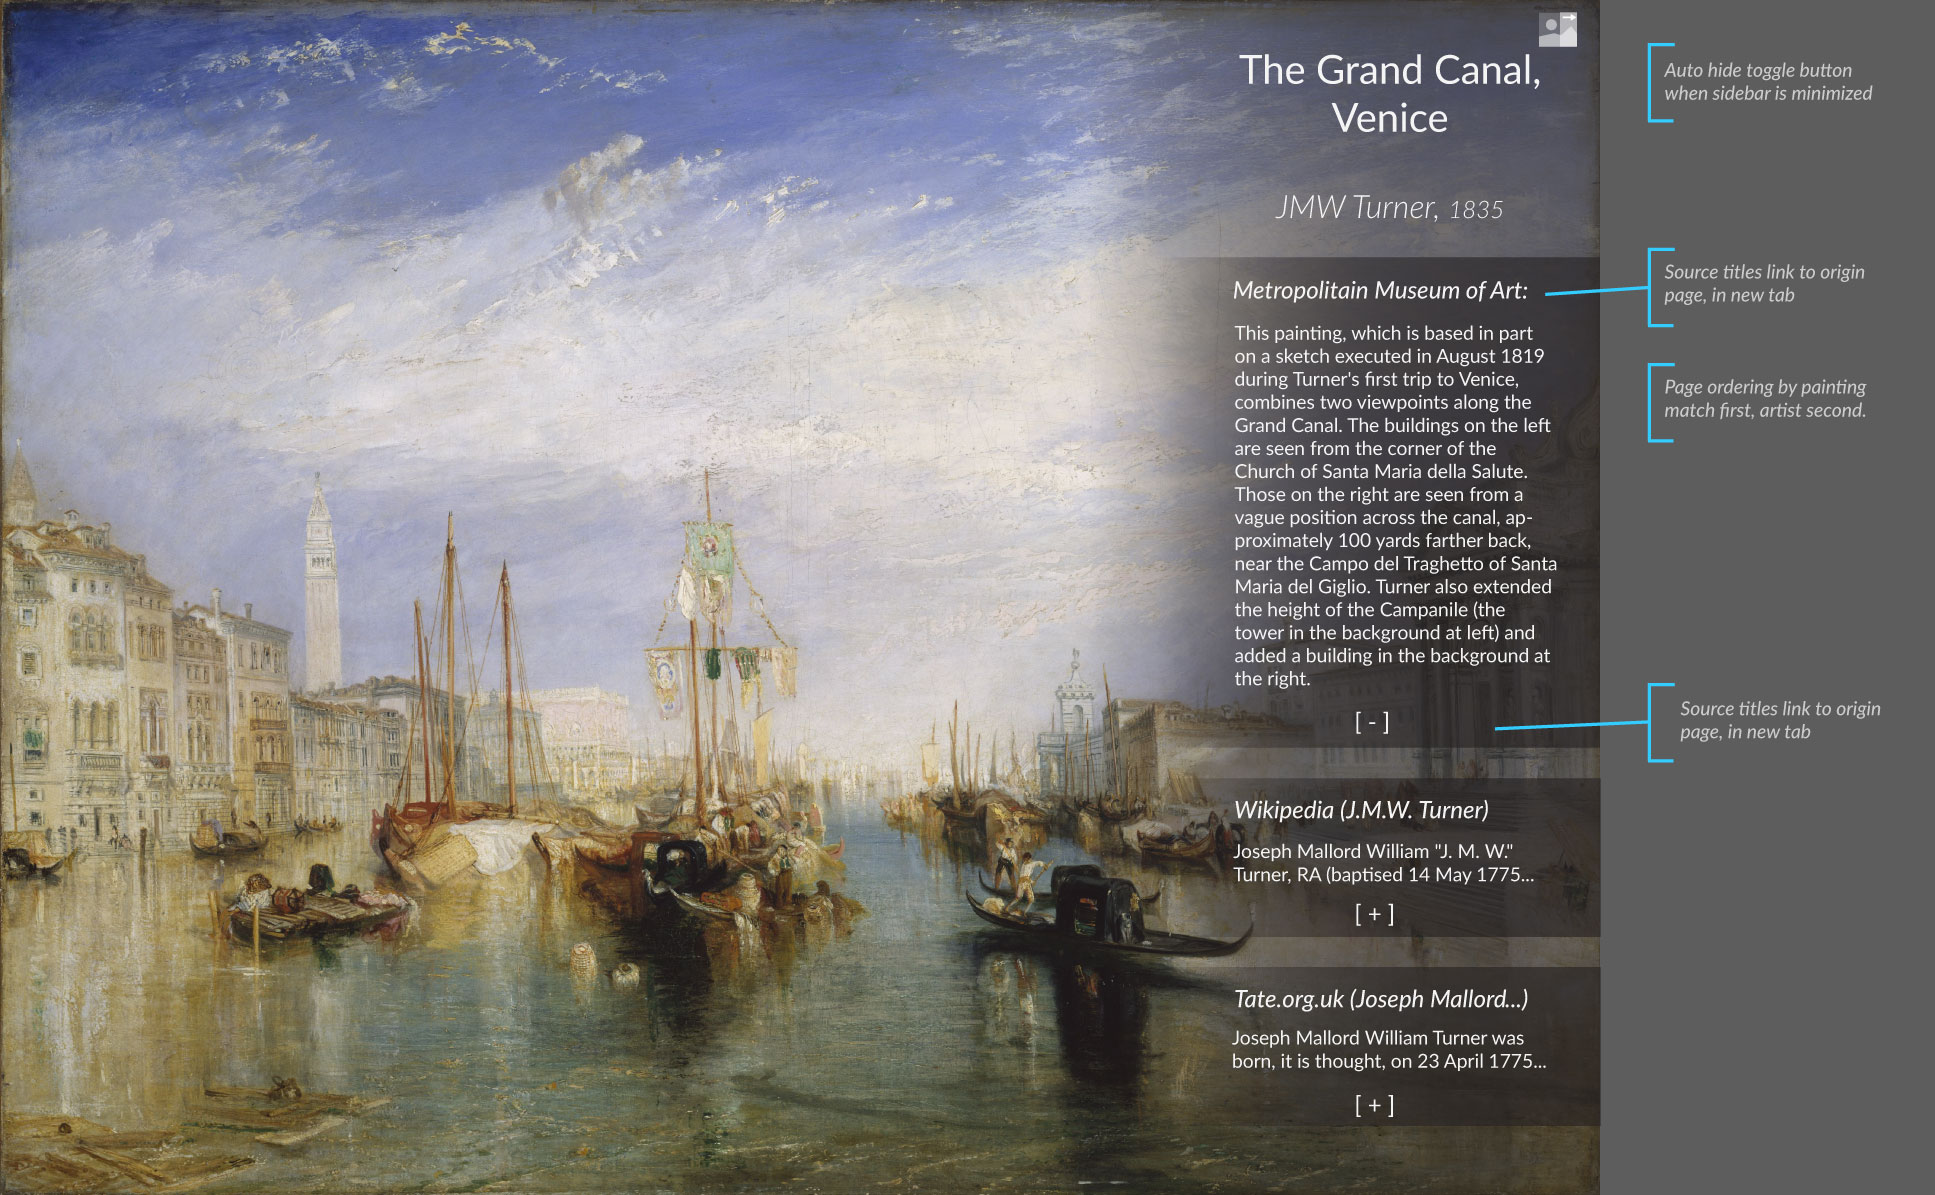 The Grand Canal,
Venice
JMW Turner, 1835
Metropolitain Museum of Art:
This painting, which is based in part
on a sketch executed in August 1819
during Turner's first trip to Venice,
combines two viewpoints along the
Grand Canal. The buildings on the left
are seen from the corner of the
Church of Santa Maria della Salute.
Those on the right are seen from a
vague position across the canal, ap-
proximately 100 yards farther back,
near the Campo del Traghetto of Santa
Maria del Giglio. Turner also extended
the height of the Campanile (the
tower in the background at left) and
added a building in the background at
the right.
[ - ]
Wikipedia (J.M.W. Turner)
Joseph Mallord William "J. M. W."
Turner, RA (baptised 14 May 1775...
[ + ]
Tate.org.uk (Joseph Mallord...)
Joseph Mallord William Turner was
born, it is thought, on 23 April 1775...
[ + ]
Auto hide toggle button
when sidebar is minimized
Source titles link to origin
page, in new tab
Page ordering by painting
match first, artist second.
Source titles link to origin
page, in new tab